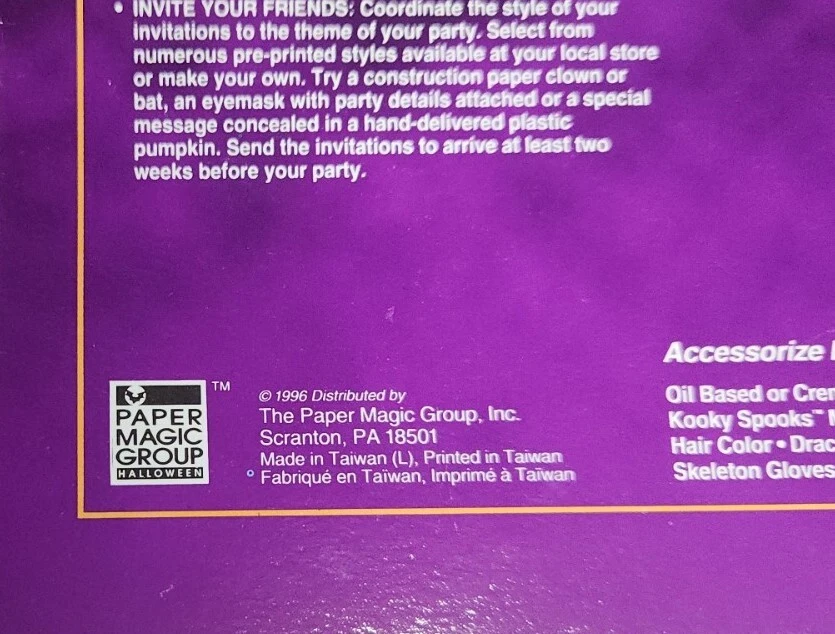 • INVITE YOUR FRIENDS: Coordinate the style of your
invitations to the theme of your party. Select from
numerous pre-printed styles available at your local store
or make your own. Try a construction paper clown or
bat, an eyemask with party details attached or a special
message concealed in a hand-delivered plastic
pumpkin. Send the invitations to arrive at least two
weeks before your party.
PAPER
MAGIC
GROUP
HALLOWEEN
TM
© 1996 Distributed by
The Paper Magic Group, Inc.
Scranton, PA 18501
Made in Taiwan (L), Printed in Taiwan
Fabriqué en Taïwan, Imprimé à Taïwan
Accessorize
Oil Based or
Kooky Spooks™
Hair Color •
Skeleton Gloves